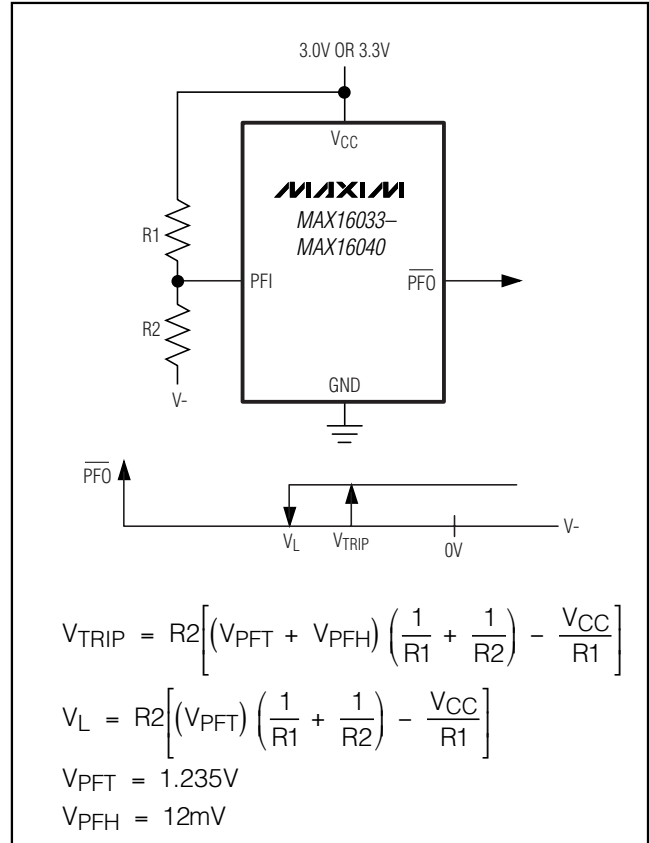 3.0V OR 3.3V
VCC
MAXIM
MAX16033–
MAX16040
R1
PFI
P̅F̅O̅
R2
V-
GND
P̅F̅O̅
VL VTRIP 0V V-
VTRIP = R2[(VPFT + VPFH) (1/R1 + 1/R2) – VCC/R1]
VL = R2[(VPFT) (1/R1 + 1/R2) – VCC/R1]
VPFT = 1.235V
VPFH = 12mV